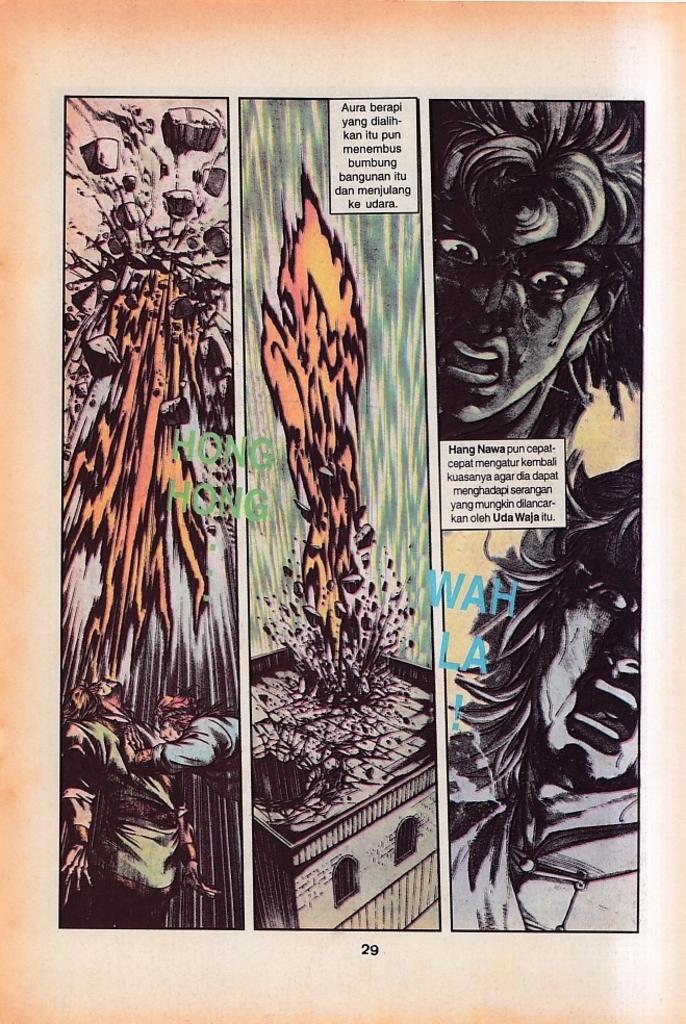 Aura berapi
yang dialih-
kan itu pun
menembus
bumbung
bangunan itu
dan menjulang
ke udara.
HONG
HONG
!
Hang Nawa pun cepat-
cepat mengatur kembali
kuasanya agar dia dapat
menghadapi serangan
yang mungkin dilancar-
kan oleh Uda Waja itu.
WAH
LA
!
29